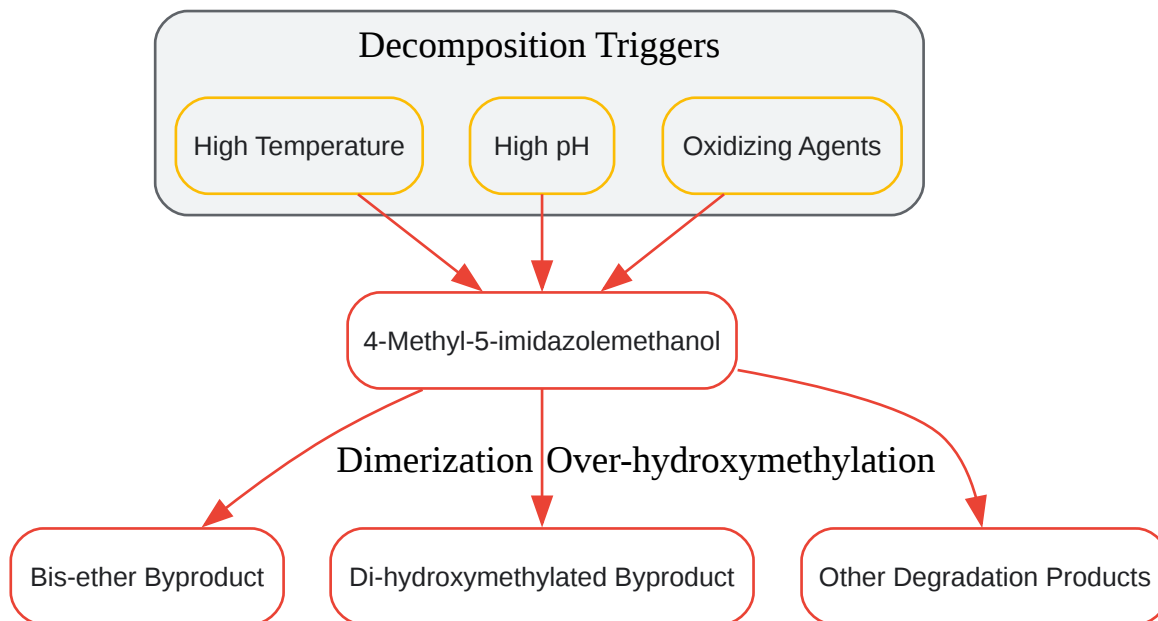 Decomposition Triggers
High Temperature
High pH
Oxidizing Agents
4-Methyl-5-imidazolemethanol
Dimerization
Over-hydroxymethylation
Bis-ether Byproduct
Di-hydroxymethylated Byproduct
Other Degradation Products